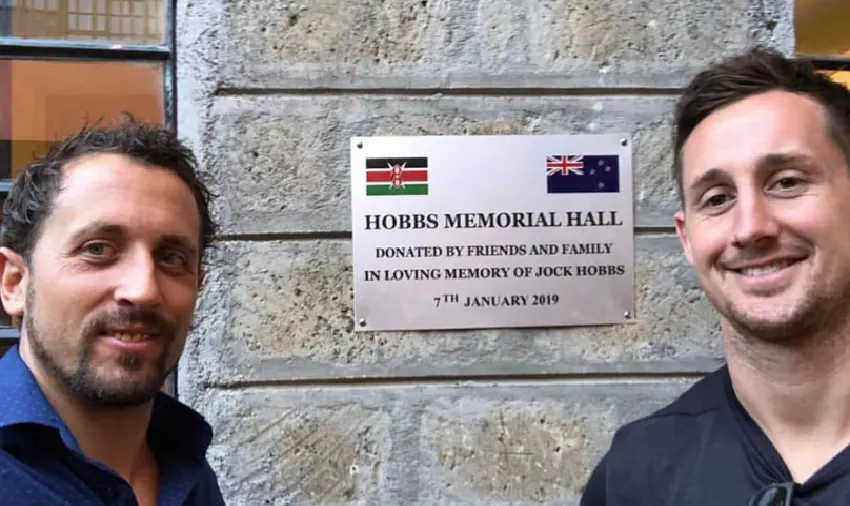 HOBBS MEMORIAL HALL
DONATED BY FRIENDS AND FAMILY
IN LOVING MEMORY OF JOCK HOBBS
7TH JANUARY 2019